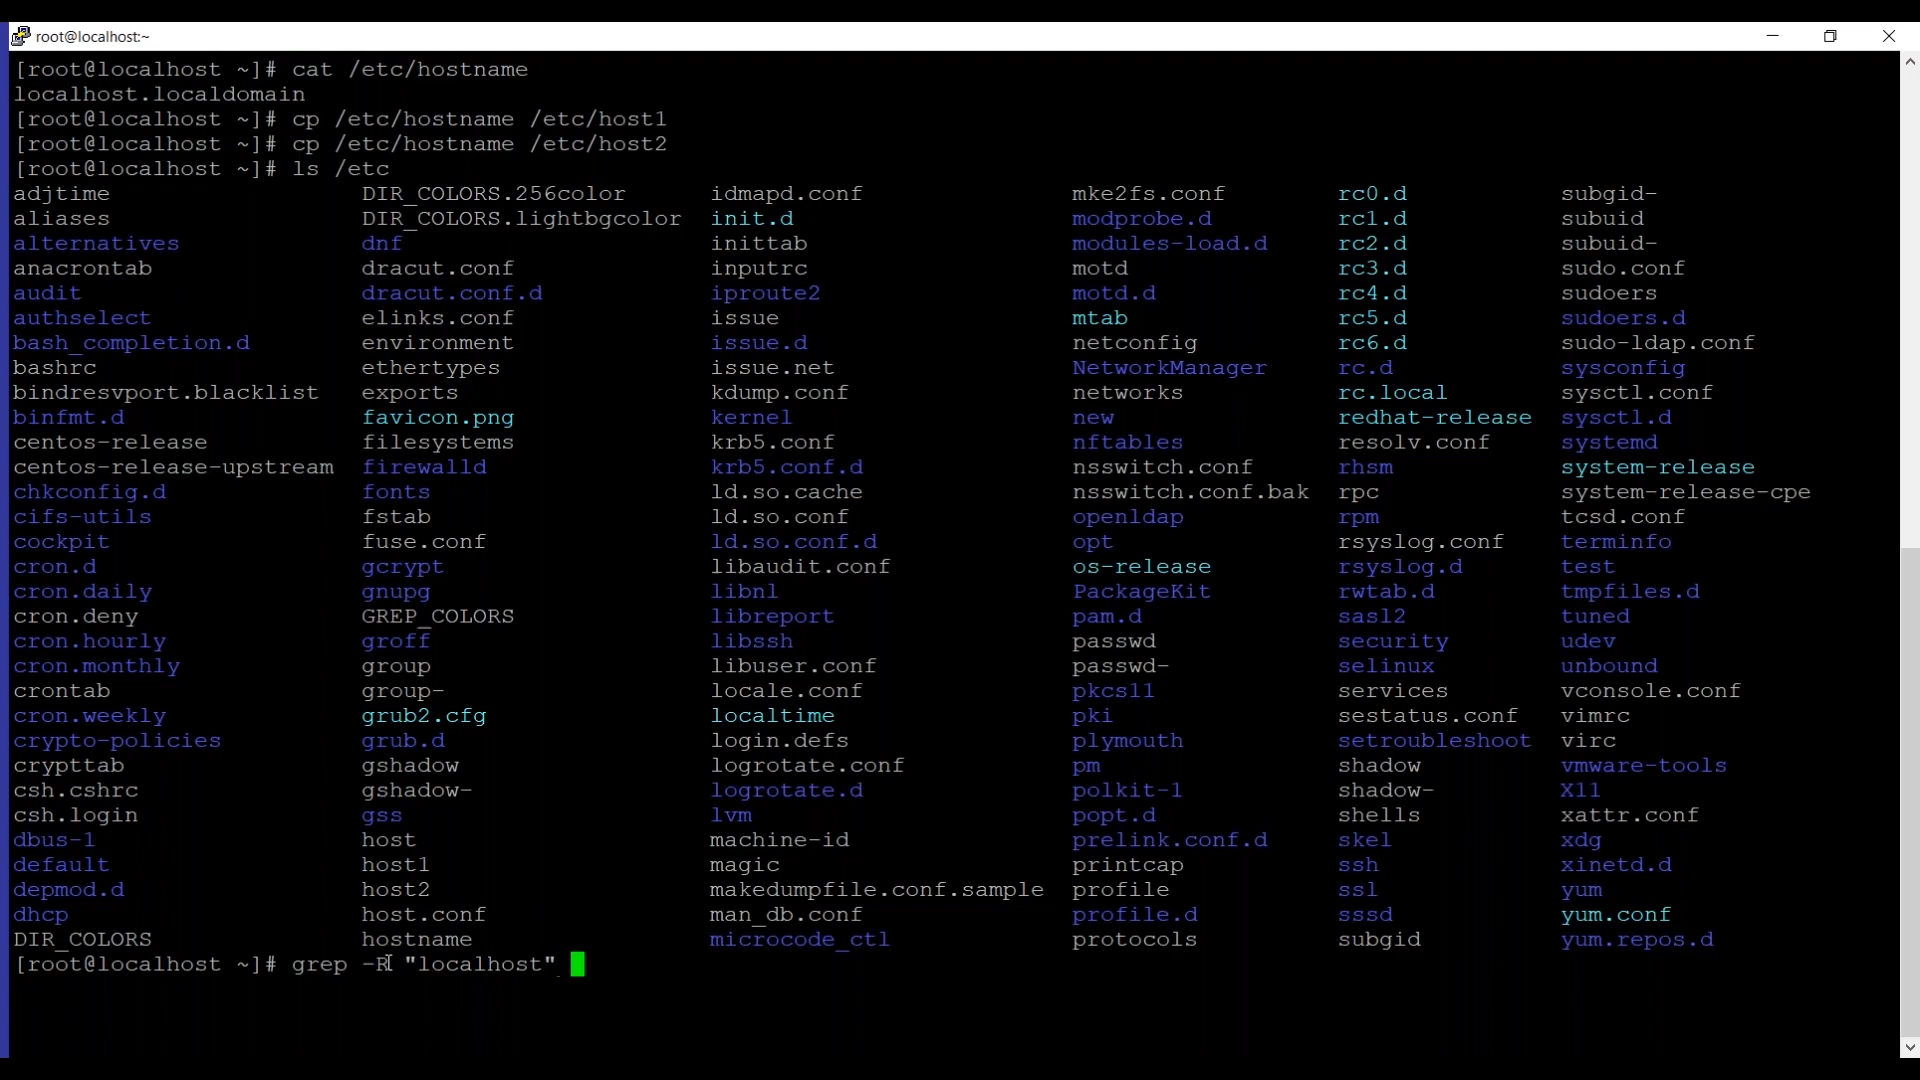 root@localhost:~
[root@localhost ~]# cat /etc/hostname
localhost.localdomain
[root@localhost ~]# cp /etc/hostname /etc/host1
[root@localhost ~]# cp /etc/hostname /etc/host2
[root@localhost ~]# ls /etc
adjtime DIR_COLORS.256color idmapd.conf mke2fs.conf rc0.d subgid-
aliases DIR_COLORS.lightbgcolor init.d modprobe.d rc1.d subuid
alternatives dnf inittab modules-load.d rc2.d subuid-
anacrontab dracut.conf inputrc motd rc3.d sudo.conf
audit dracut.conf.d iproute2 motd.d rc4.d sudoers
authselect elinks.conf issue mtab rc5.d sudoers.d
bash_completion.d environment issue.d netconfig rc6.d sudo-ldap.conf
bashrc ethertypes issue.net NetworkManager rc.d sysconfig
bindresvport.blacklist exports kdump.conf networks rc.local sysctl.conf
binfmt.d favicon.png kernel new redhat-release sysctl.d
centos-release filesystems krb5.conf nftables resolv.conf systemd
centos-release-upstream firewalld krb5.conf.d nsswitch.conf rhsm system-release
chkconfig.d fonts ld.so.cache nsswitch.conf.bak rpc system-release-cpe
cifs-utils fstab ld.so.conf openldap rpm tcsd.conf
cockpit fuse.conf ld.so.conf.d opt rsyslog.conf terminfo
cron.d gcrypt libaudit.conf os-release rsyslog.d test
cron.daily gnupg libnl PackageKit rwtab.d tmpfiles.d
cron.deny GREP_COLORS libreport pam.d sasl2 tuned
cron.hourly groff libssh passwd security udev
cron.monthly group libuser.conf passwd- selinux unbound
crontab group- locale.conf pkcs11 services vconsole.conf
cron.weekly grub2.cfg localtime pki sestatus.conf vimrc
crypto-policies grub.d login.defs plymouth setroubleshoot virc
crypttab gshadow logrotate.conf pm shadow vmware-tools
csh.cshrc gshadow- logrotate.d polkit-1 shadow- X11
csh.login gss lvm popt.d shells xattr.conf
dbus-1 host machine-id prelink.conf.d skel xdg
default host1 magic printcap ssh xinetd.d
depmod.d host2 makedumpfile.conf.sample profile ssl yum
dhcp host.conf man_db.conf profile.d sssd yum.conf
DIR_COLORS hostname microcode_ctl protocols subgid yum.repos.d
[root@localhost ~]# grep -R "localhost"